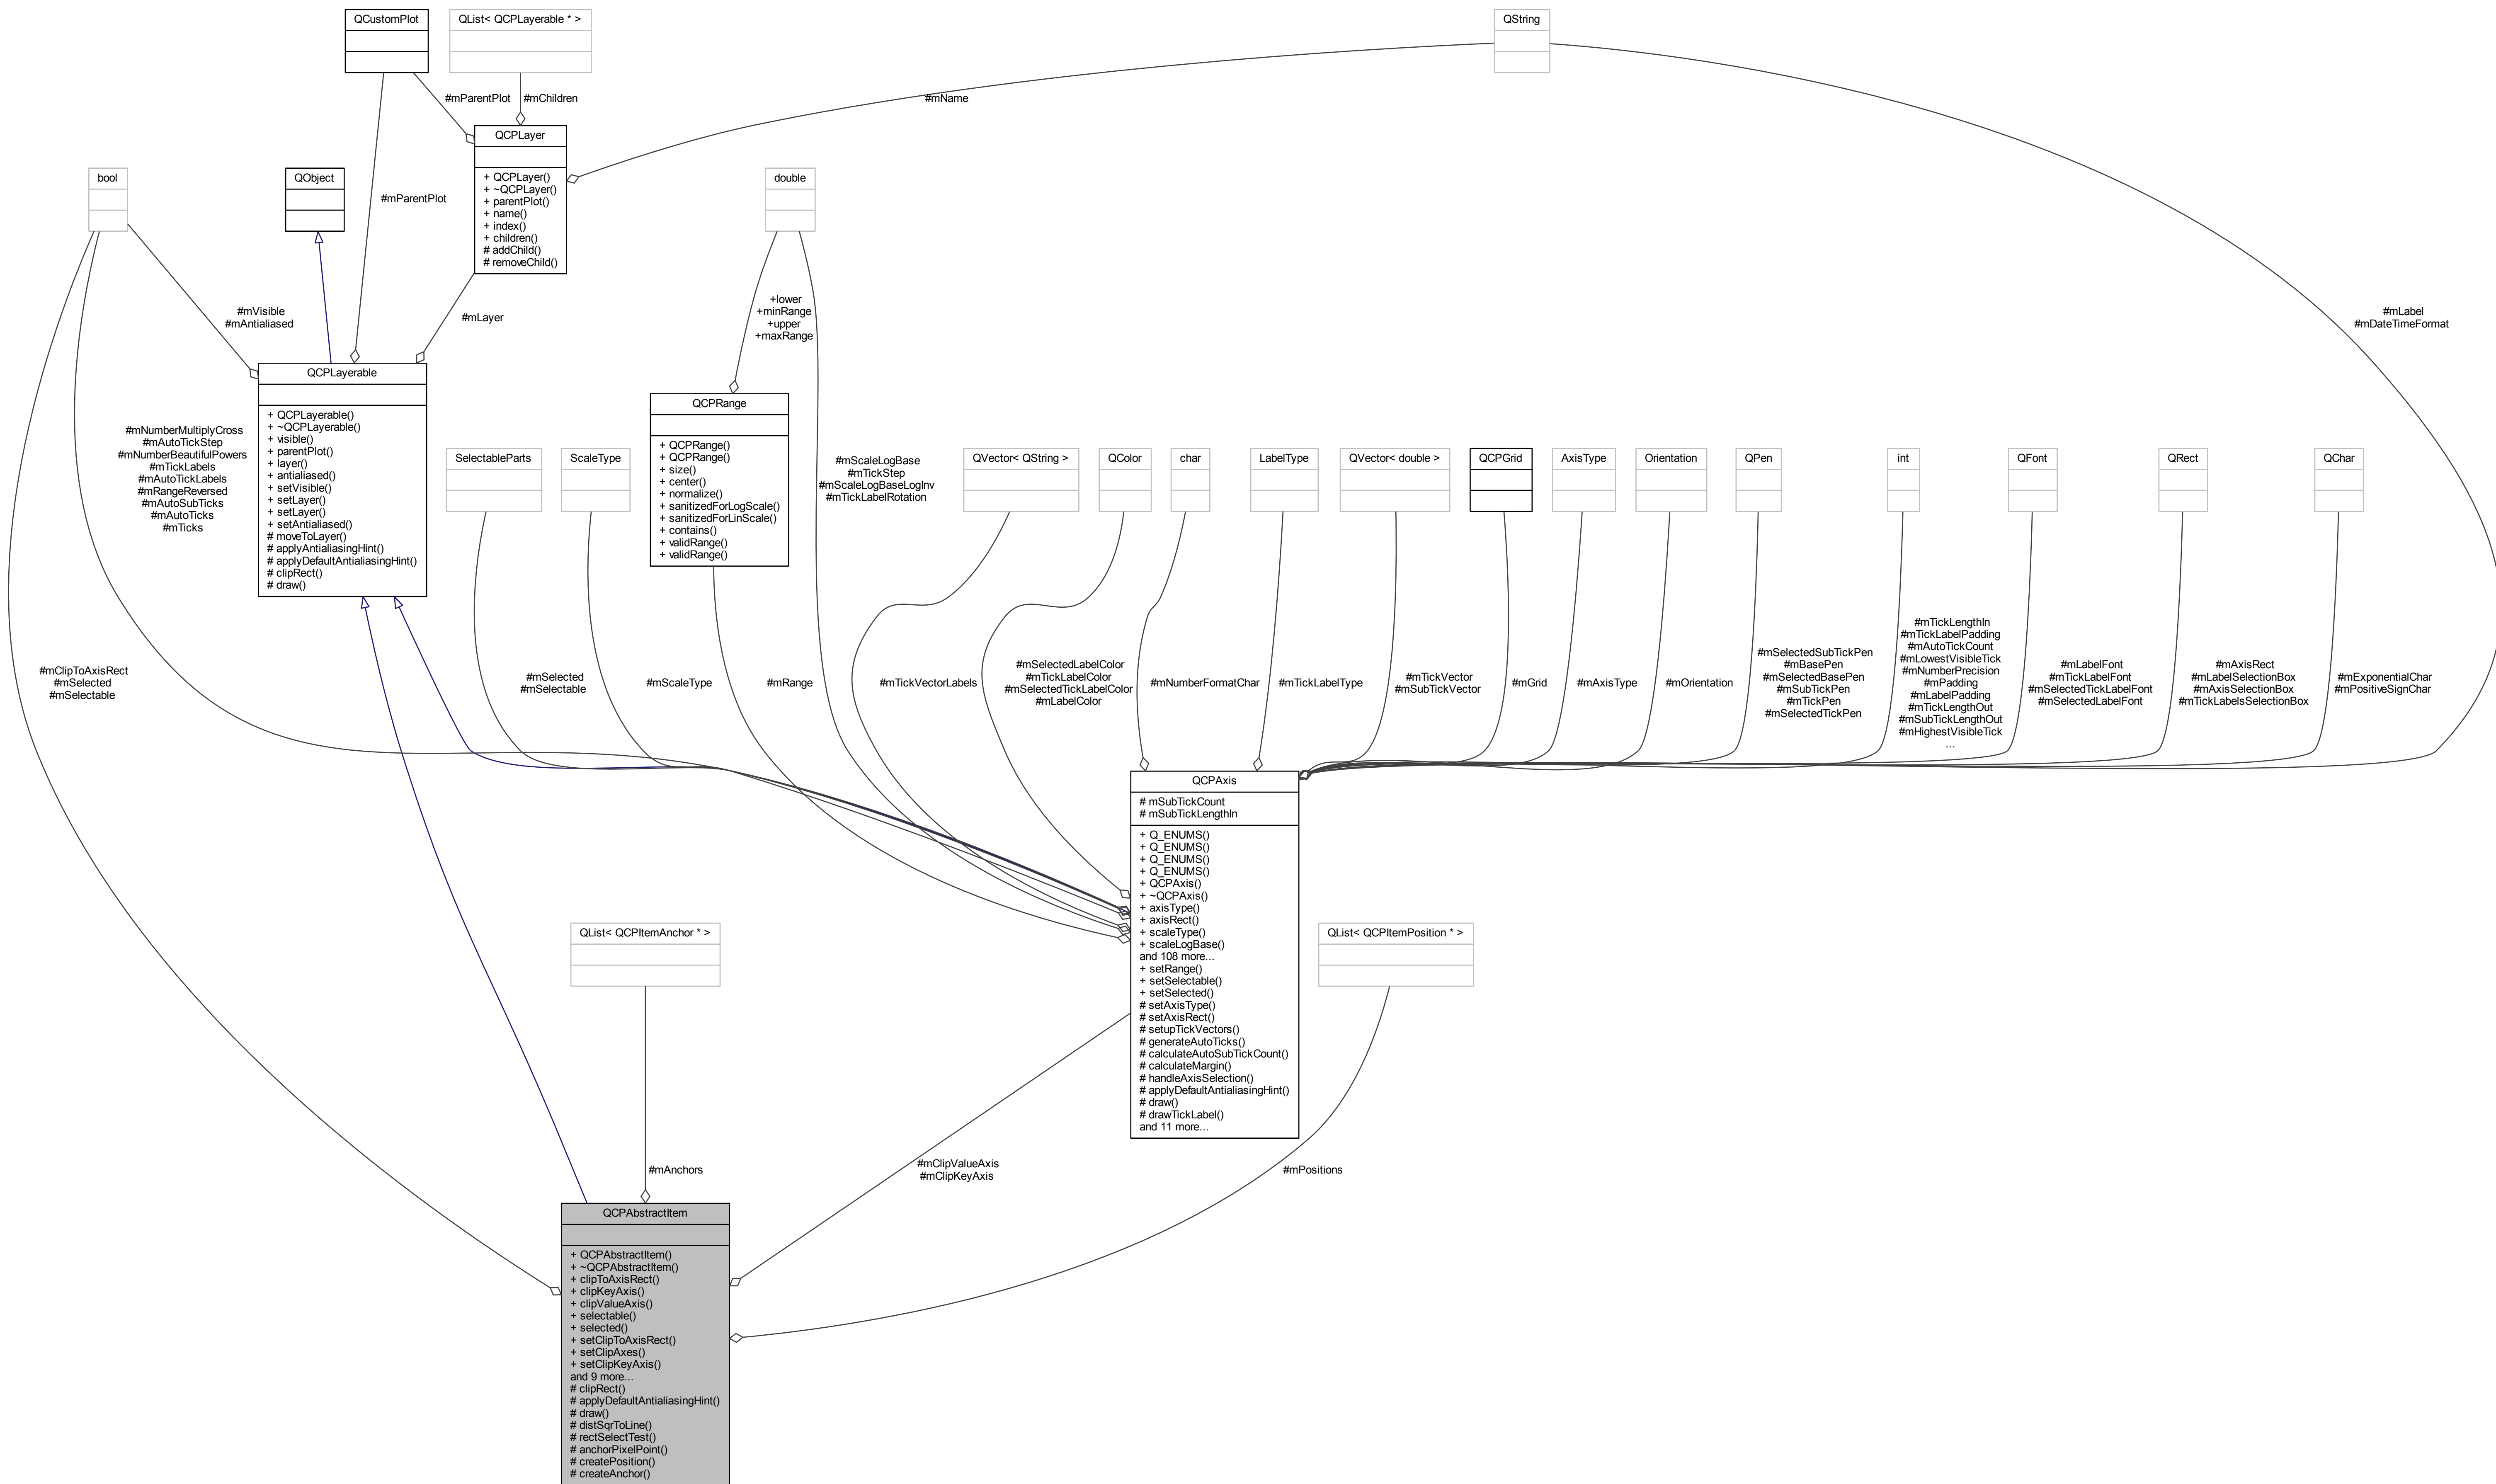 QCustomPlot
QList< QCPLayerable * >
QString
#mParentPlot
#mChildren
#mName
QCPLayer
+ QCPLayer()
+ ~QCPLayer()
+ parentPlot()
+ name()
+ index()
+ children()
# addChild()
# removeChild()
bool
QObject
double
#mParentPlot
#mVisible
#mAntialiased
#mLayer
+lower
+minRange
+upper
+maxRange
#mLabel
#mDateTimeFormat
QCPLayerable
+ QCPLayerable()
+ ~QCPLayerable()
+ visible()
+ parentPlot()
+ layer()
+ antialiased()
+ setVisible()
+ setLayer()
+ setLayer()
+ setAntialiased()
# moveToLayer()
# applyAntialiasingHint()
# applyDefaultAntialiasingHint()
# clipRect()
# draw()
QCPRange
+ QCPRange()
+ QCPRange()
+ size()
+ center()
+ normalize()
+ sanitizedForLogScale()
+ sanitizedForLinScale()
+ contains()
+ validRange()
+ validRange()
#mNumberMultiplyCross
#mAutoTickStep
#mNumberBeautifulPowers
#mTickLabels
#mAutoTickLabels
#mRangeReversed
#mAutoSubTicks
#mAutoTicks
#mTicks
SelectableParts
ScaleType
#mScaleLogBase
#mTickStep
#mScaleLogBaseLogInv
#mTickLabelRotation
QVector< QString >
QColor
char
LabelType
QVector< double >
QCPGrid
AxisType
Orientation
QPen
int
QFont
QRect
QChar
#mClipToAxisRect
#mSelected
#mSelectable
#mSelected
#mSelectable
#mScaleType
#mRange
#mTickVectorLabels
#mSelectedLabelColor
#mTickLabelColor
#mSelectedTickLabelColor
#mLabelColor
#mNumberFormatChar
#mTickLabelType
#mTickVector
#mSubTickVector
#mGrid
#mAxisType
#mOrientation
#mSelectedSubTickPen
#mBasePen
#mSelectedBasePen
#mSubTickPen
#mTickPen
#mSelectedTickPen
#mTickLengthIn
#mTickLabelPadding
#mAutoTickCount
#mLowestVisibleTick
#mNumberPrecision
#mPadding
#mLabelPadding
#mTickLengthOut
#mSubTickLengthOut
#mHighestVisibleTick
...
#mLabelFont
#mTickLabelFont
#mSelectedTickLabelFont
#mSelectedLabelFont
#mAxisRect
#mLabelSelectionBox
#mAxisSelectionBox
#mTickLabelsSelectionBox
#mExponentialChar
#mPositiveSignChar
QCPAxis
# mSubTickCount
# mSubTickLengthIn
+ Q_ENUMS()
+ Q_ENUMS()
+ Q_ENUMS()
+ Q_ENUMS()
+ QCPAxis()
+ ~QCPAxis()
+ axisType()
+ axisRect()
+ scaleType()
+ scaleLogBase()
and 108 more...
+ setRange()
+ setSelectable()
+ setSelected()
# setAxisType()
# setAxisRect()
# setupTickVectors()
# generateAutoTicks()
# calculateAutoSubTickCount()
# calculateMargin()
# handleAxisSelection()
# applyDefaultAntialiasingHint()
# draw()
# drawTickLabel()
and 11 more...
QList< QCPItemAnchor * >
QList< QCPItemPosition * >
#mAnchors
#mClipValueAxis
#mClipKeyAxis
#mPositions
QCPAbstractItem
+ QCPAbstractItem()
+ ~QCPAbstractItem()
+ clipToAxisRect()
+ clipKeyAxis()
+ clipValueAxis()
+ selectable()
+ selected()
+ setClipToAxisRect()
+ setClipAxes()
+ setClipKeyAxis()
and 9 more...
# clipRect()
# applyDefaultAntialiasingHint()
# draw()
# distSqrToLine()
# rectSelectTest()
# anchorPixelPoint()
# createPosition()
# createAnchor()